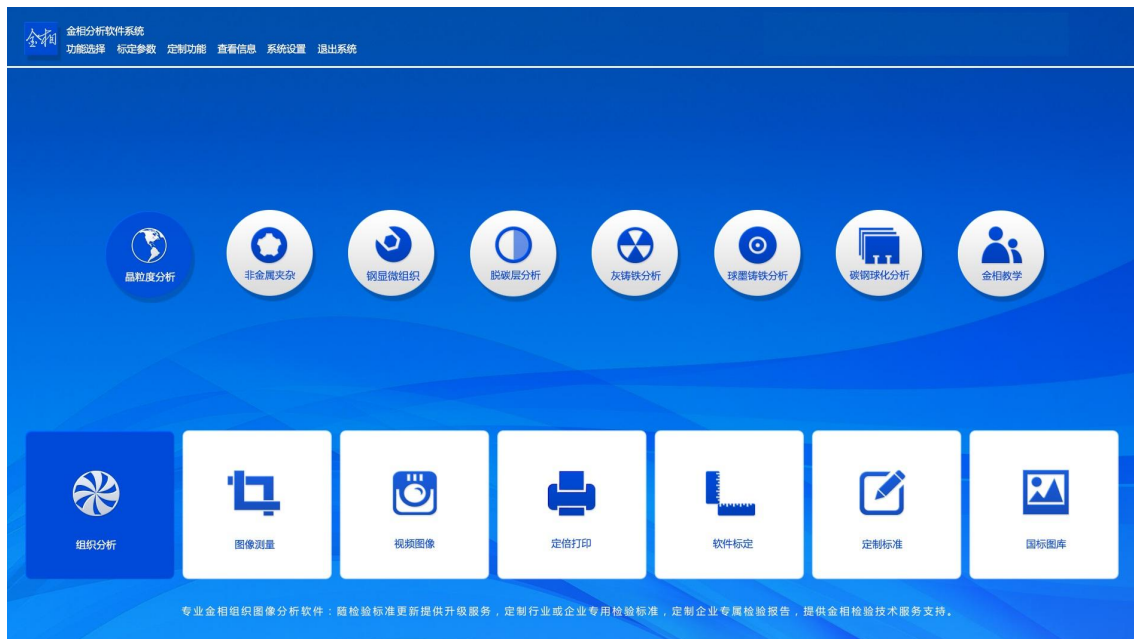 金相
金相分析软件系统
功能选择 标定参数 定制功能 查看信息 系统设置 退出系统
晶粒度分析 非金属夹杂 钢显微组织 脱碳层分析 灰铸铁分析 球墨铸铁分析 碳钢球化分析 金相教学
组织分析 图像测量 视频图像 定倍打印 软件标定 定制标准 国标图库
专业金相组织图像分析软件：随检验标准更新提供升级服务，定制行业或企业专用检验标准，定制企业专属检验报告，提供金相检验技术服务支持。